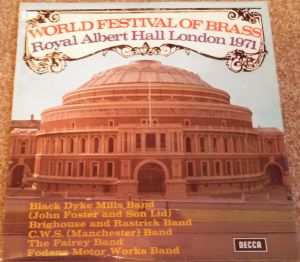 WORLD FESTIVAL OF BRASS
Royal Albert Hall London 1971
Black Dyke Mills Band
(John Foster and Son Ltd)
Brighouse and Rastrick Band
C.W.S. (Manchester) Band
The Fairey Band
Fodens Motor Works Band
DECCA